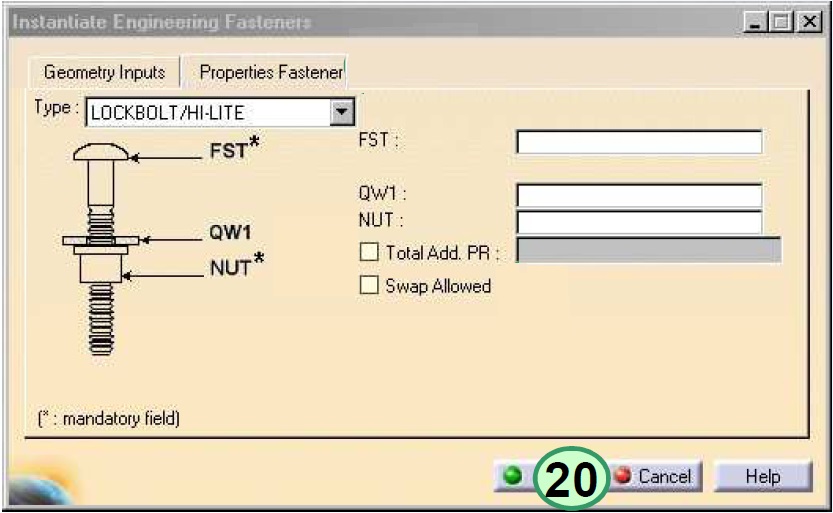 Instantiate Engineering Fasteners
Geometry Inputs Properties Fastener
Type : LOCKBOLT/HI-LITE
FST*
QW1
NUT*
FST :
QW1 :
NUT :
Total Add. PR :
Swap Allowed
(* : mandatory field)
20 Cancel Help